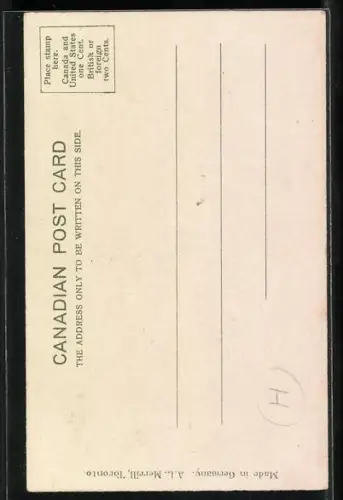 Place stamp
here.
Canada and
United States
one Cent.
British or
foreign
two Cents.
CANADIAN POST CARD
THE ADDRESS ONLY TO BE WRITTEN ON THIS SIDE.
(H)
Made in Germany. A. L. Merrill, Toronto.